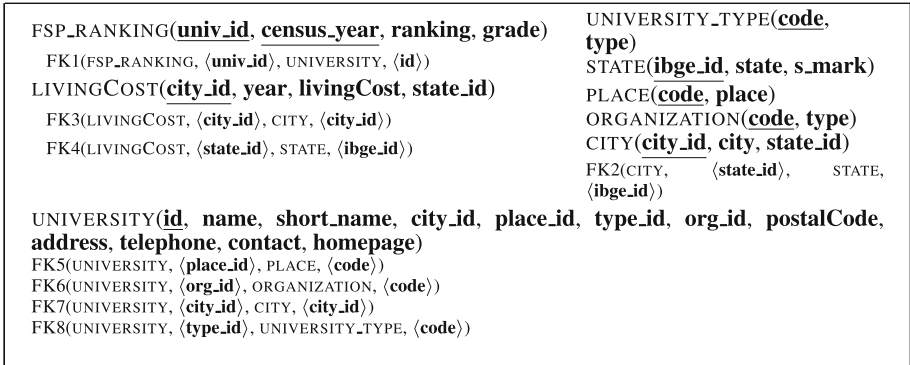 FSP_RANKING(univ_id, census_year, ranking, grade)
FK1(FSP_RANKING, ⟨univ_id⟩, UNIVERSITY, ⟨id⟩)
LIVINGCOST(city_id, year, livingCost, state_id)
FK3(LIVINGCOST, ⟨city_id⟩, CITY, ⟨city_id⟩)
FK4(LIVINGCOST, ⟨state_id⟩, STATE, ⟨ibge_id⟩)
UNIVERSITY_TYPE(code,
type)
STATE(ibge_id, state, s_mark)
PLACE(code, place)
ORGANIZATION(code, type)
CITY(city_id, city, state_id)
FK2(CITY, ⟨state_id⟩, STATE,
⟨ibge_id⟩)
UNIVERSITY(id, name, short_name, city_id, place_id, type_id, org_id, postalCode,
address, telephone, contact, homepage)
FK5(UNIVERSITY, ⟨place_id⟩, PLACE, ⟨code⟩)
FK6(UNIVERSITY, ⟨org_id⟩, ORGANIZATION, ⟨code⟩)
FK7(UNIVERSITY, ⟨city_id⟩, CITY, ⟨city_id⟩)
FK8(UNIVERSITY, ⟨type_id⟩, UNIVERSITY_TYPE, ⟨code⟩)